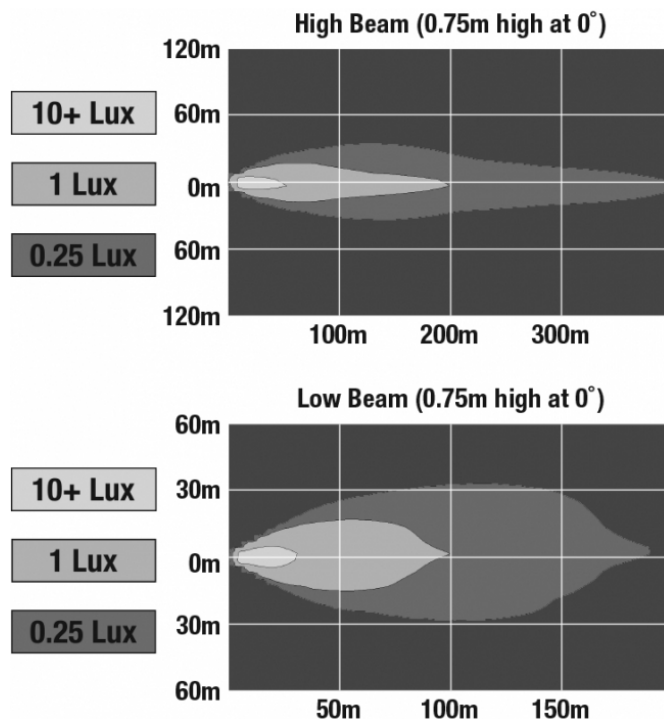 High Beam (0.75m high at 0˚)
120m
10+ Lux
60m
1 Lux
0m
0.25 Lux
60m
120m
100m 200m 300m
Low Beam (0.75m high at 0˚)
60m
10+ Lux
30m
1 Lux
0m
0.25 Lux
30m
60m
50m 100m 150m